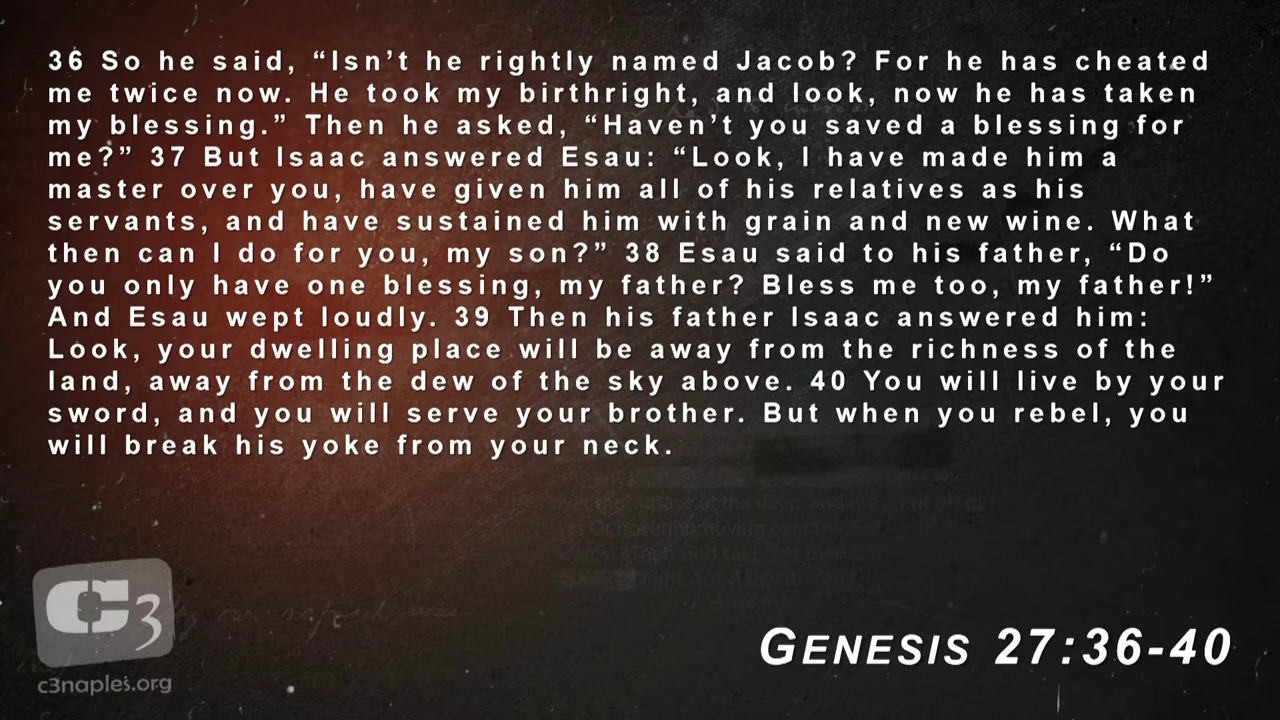 36 So he said, “Isn’t he rightly named Jacob? For he has cheated
me twice now. He took my birthright, and look, now he has taken
my blessing.” Then he asked, “Haven’t you saved a blessing for
me?” 37 But Isaac answered Esau: “Look, I have made him a
master over you, have given him all of his relatives as his
servants, and have sustained him with grain and new wine. What
then can I do for you, my son?” 38 Esau said to his father, “Do
you only have one blessing, my father? Bless me too, my father!”
And Esau wept loudly. 39 Then his father Isaac answered him:
Look, your dwelling place will be away from the richness of the
land, away from the dew of the sky above. 40 You will live by your
sword, and you will serve your brother. But when you rebel, you
will break his yoke from your neck.
C3
c3naples.org
Genesis 27:36-40